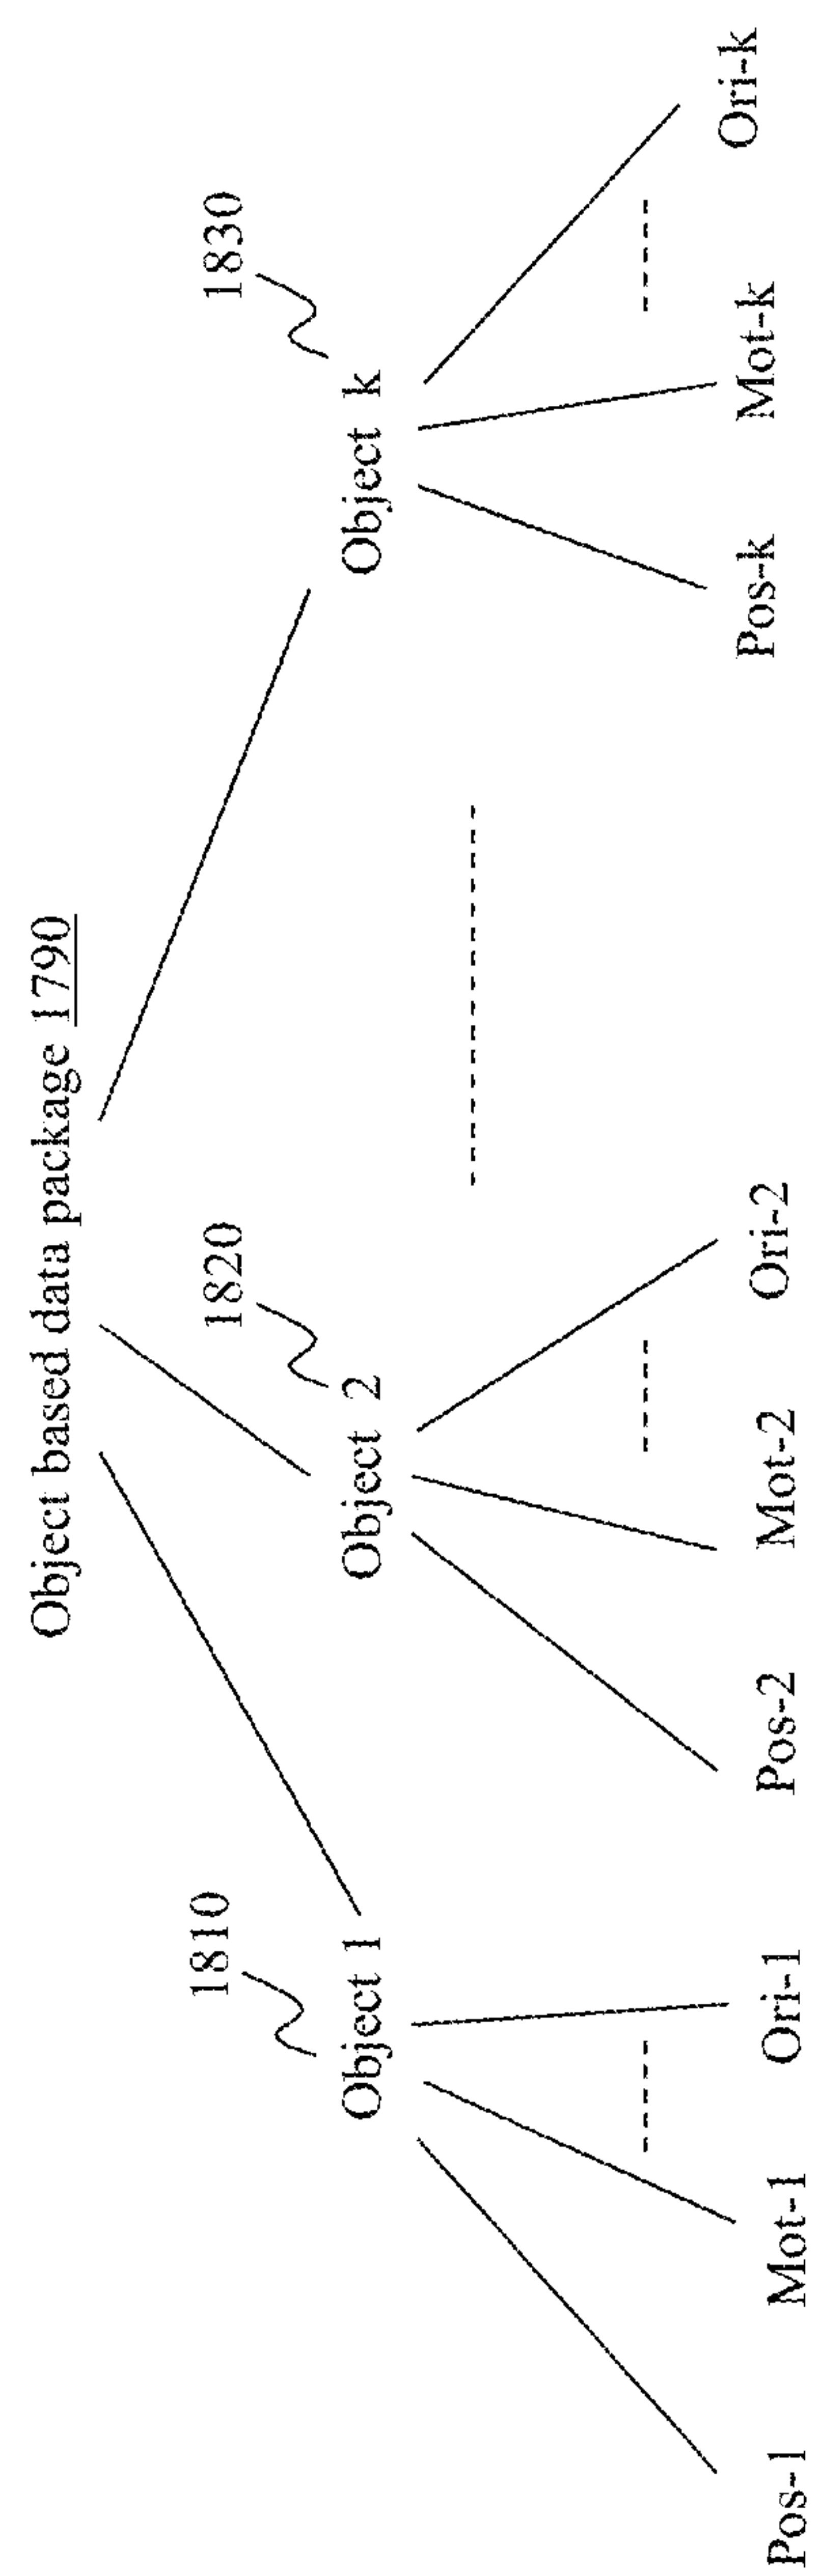 Object based data package 1790
1810
1820
1830
Object 1
Object 2
Object k
Pos-1
Mot-1
Ori-1
Pos-2
Mot-2
Ori-2
Pos-k
Mot-k
Ori-k